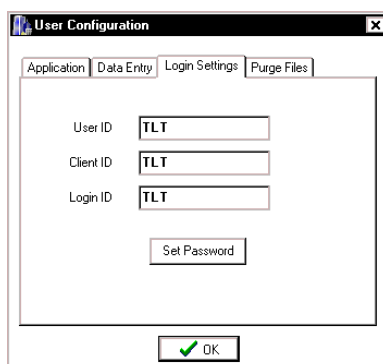 User Configuration
Application Data Entry Login Settings Purge Files
User ID TLT
Client ID TLT
Login ID TLT
Set Password
OK